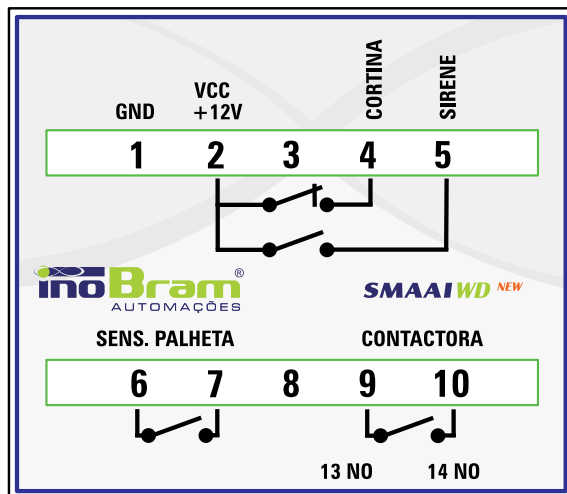 VCC
GND +12V CORTINA SIRENE
1 2 3 4 5
inoBram®
AUTOMAÇÕES
SMAAI WD NEW
SENS. PALHETA CONTACTORA
6 7 8 9 10
13 NO 14 NO